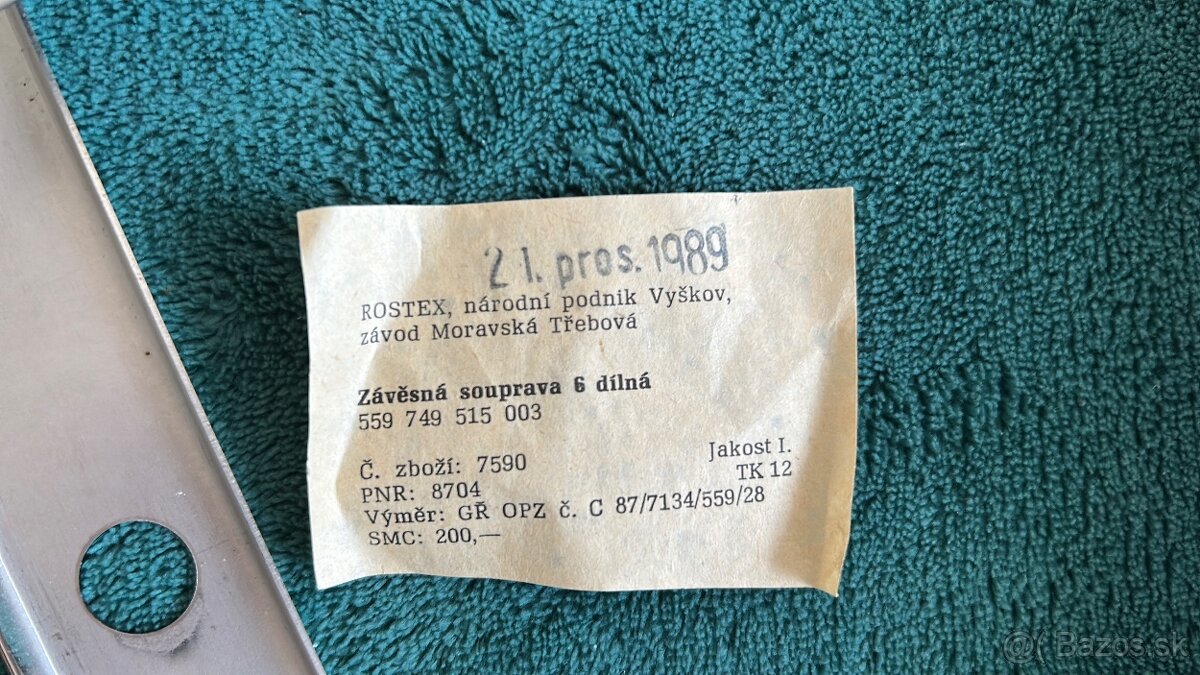 21. pros. 1989
ROSTEX, národní podnik Vyškov,
závod Moravská Třebová
Závěsná souprava 6 dílná
559 749 515 003
Č. zboží: 7590
Jakost I.
PNR: 8704
TK 12
Výměr: GŘ OPZ č. C 87/7134/559/28
SMC: 200,—
@( Bazos.sk